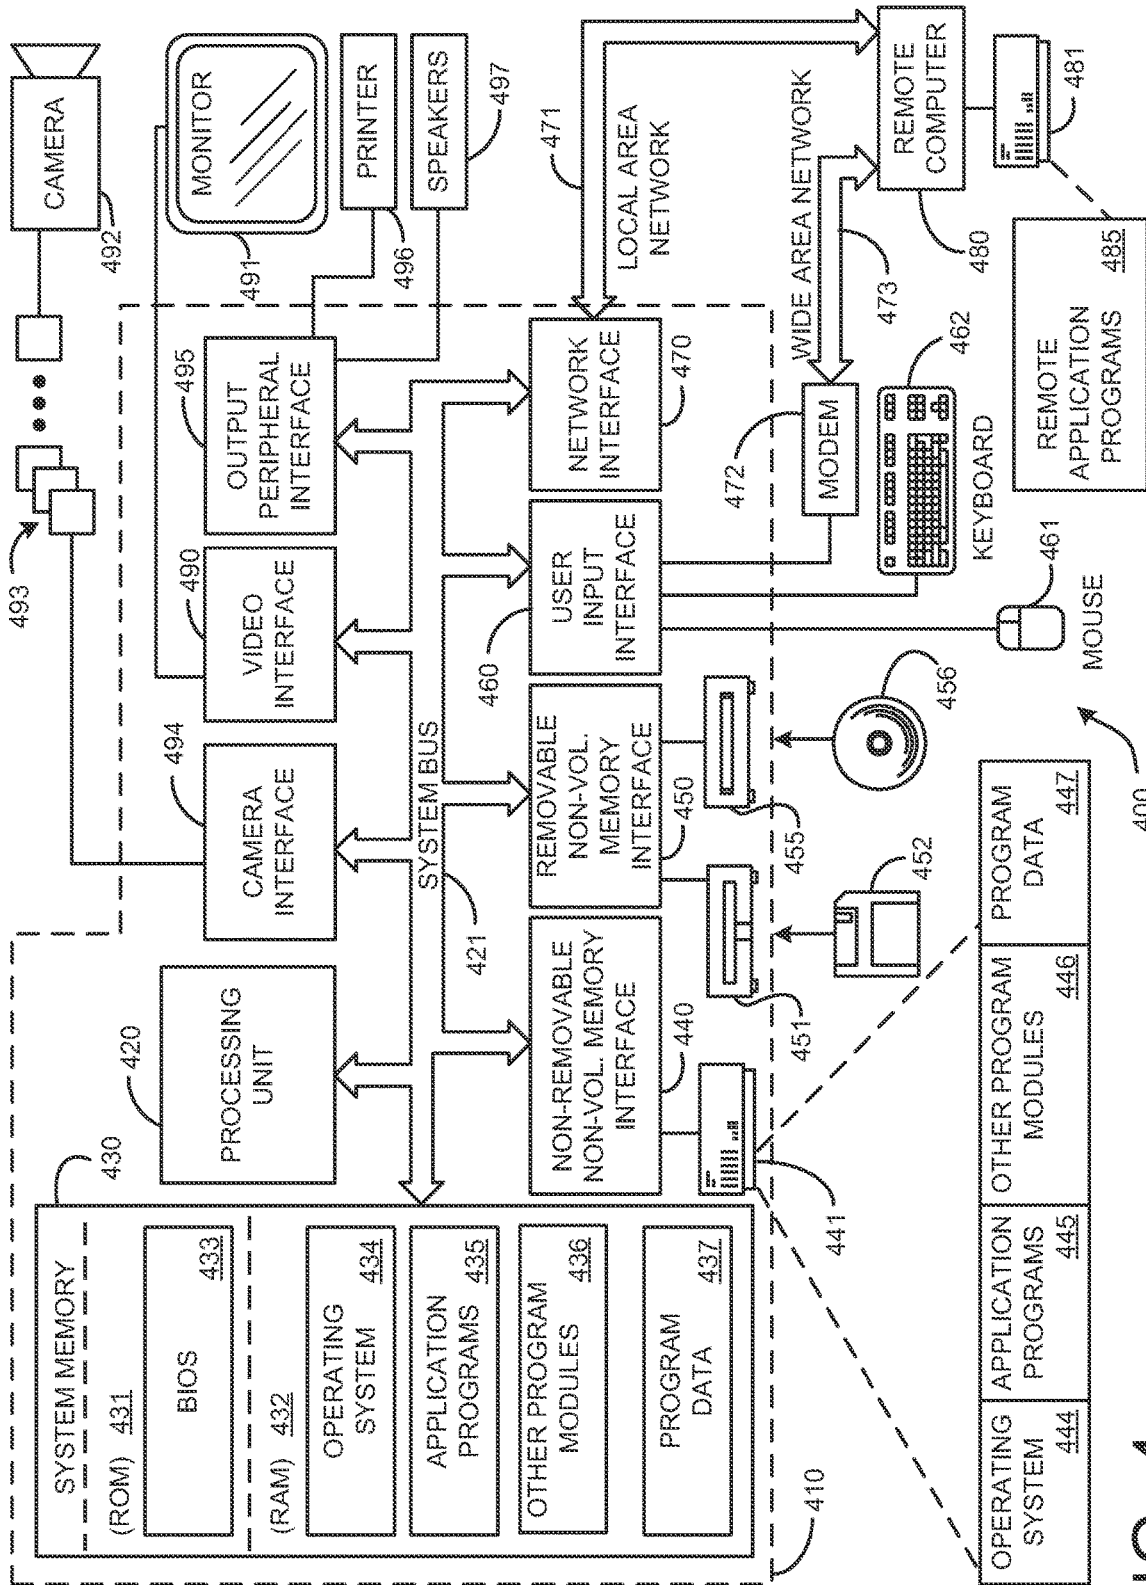 CAMERA
492
493
MONITOR
491
PRINTER
496
SPEAKERS
497
SYSTEM MEMORY
430
(ROM) 431
BIOS
433
(RAM) 432
OPERATING
SYSTEM
434
APPLICATION
PROGRAMS
435
OTHER PROGRAM
MODULES
436
PROGRAM
DATA
437
420
PROCESSING
UNIT
494
CAMERA
INTERFACE
490
VIDEO
INTERFACE
495
OUTPUT
PERIPHERAL
INTERFACE
SYSTEM BUS
421
NON-REMOVABLE
NON-VOL. MEMORY
INTERFACE
440
REMOVABLE
NON-VOL.
MEMORY
INTERFACE
450
460
USER
INPUT
INTERFACE
NETWORK
INTERFACE
470
471
LOCAL AREA
NETWORK
WIDE AREA NETWORK
473
472
MODEM
REMOTE
COMPUTER
480
481
REMOTE
APPLICATION
PROGRAMS
485
462
KEYBOARD
461
MOUSE
441
451
455
452
456
410
OPERATING
SYSTEM
444
APPLICATION
PROGRAMS
445
OTHER PROGRAM
MODULES
446
PROGRAM
DATA
447
400